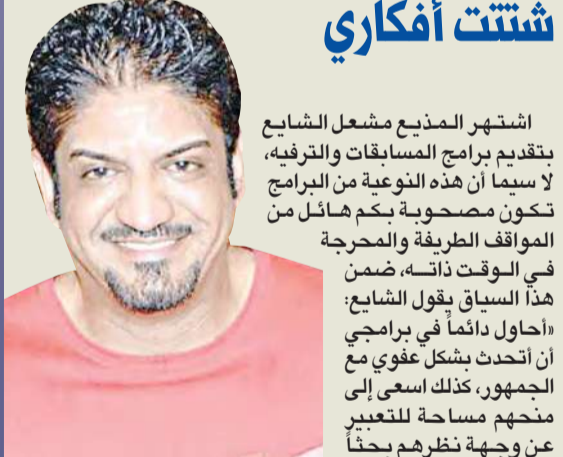 شتتت أفكاري
اشتهر المذيع مشعل الشايع
بتقديم برامج المسابقات والترفيه،
لا سيما أن هذه النوعية من البرامج
تكون مصحوبة بكم هائل من
المواقف الطريفة والمحرجة
في الوقت ذاته، ضمن
هذا السياق يقول الشايع:
«أحاول دائماً في برامجي
أن أتحدث بشكل عفوي مع
الجمهور، كذلك اسعى إلى
منحهم مساحة للتعبير
عن وجهة نظرهم بحثاً